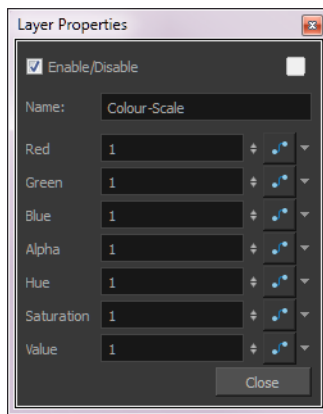 Layer Properties
Enable/Disable
Name: Colour-Scale
Red 1
Green 1
Blue 1
Alpha 1
Hue 1
Saturation 1
Value 1
Close